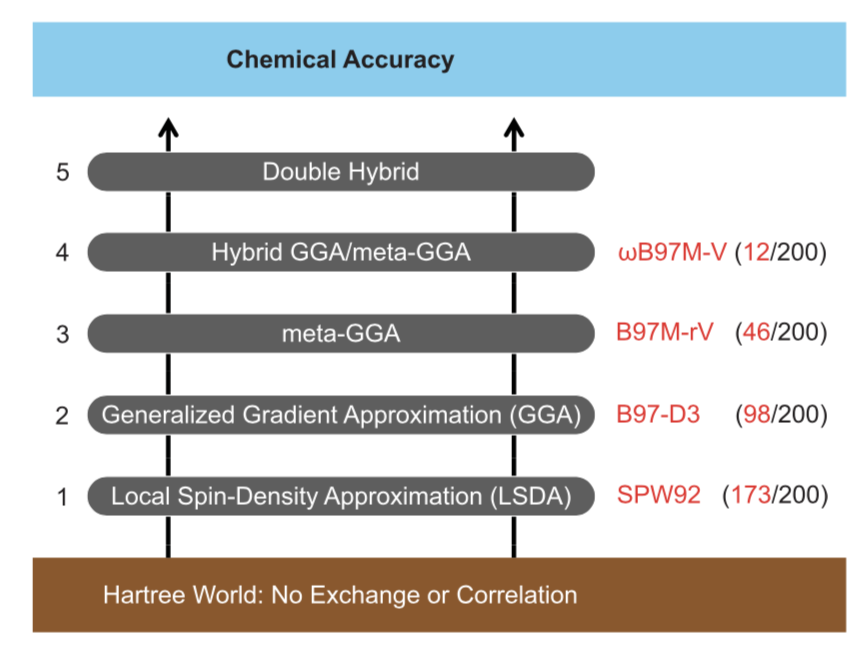 Chemical Accuracy
5 Double Hybrid
4 Hybrid GGA/meta-GGA ωB97M-V (12/200)
3 meta-GGA B97M-rV (46/200)
2 Generalized Gradient Approximation (GGA) B97-D3 (98/200)
1 Local Spin-Density Approximation (LSDA) SPW92 (173/200)
Hartree World: No Exchange or Correlation